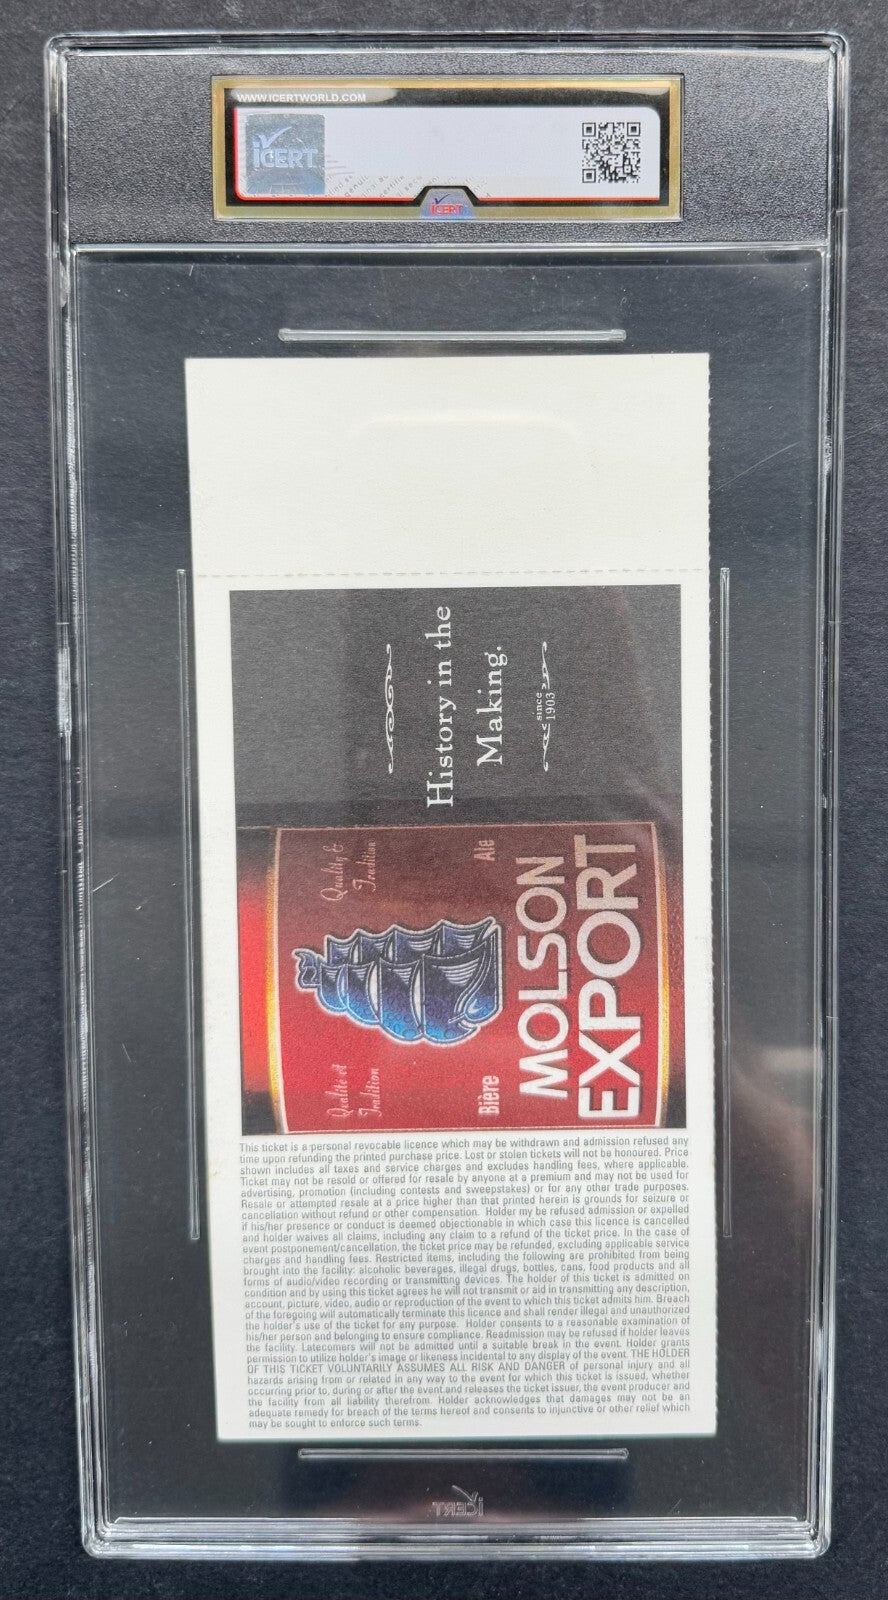 WWW.ICERTWORLD.COM
iCERT
iCERT
History in the
Making.
since
1903
Quality &
Tradition
Ale
MOLSON
EXPORT
Qualité et
Tradition
Bière
This ticket is a personal revocable licence which may be withdrawn and admission refused any
time upon refunding the printed purchase price. Lost or stolen tickets will not be honoured. Price
shown includes all taxes and service charges and excludes handling fees, where applicable.
Ticket may not be resold or offered for resale by anyone at a premium and may not be used for
advertising, promotion (including contests and sweepstakes) or for any other trade purposes.
Resale or attempted resale at a price higher than that printed herein is grounds for seizure or
cancellation without refund or other compensation. Holder my be refused admission or expelled
if his/her presence or conduct is deemed objectionable in which case this licence is cancelled
and holder waives all claims, including any claim to a refund of the ticket price. In the case of
event postponement/cancellation, the ticket price may be refunded, excluding applicable service
charges and handling fees. Restricted items, including the following are prohibited from being
brought into the facility: alcoholic beverages, illegal drugs, bottles, cans, food products and all
forms of audio/video recording or transmitting devices. The holder of this ticket is admitted on
condition and by using this ticket agrees he will not transmit or aid in transmitting any description,
account, picture, video, audio or reproduction of the event to which this ticket admits him. Breach
of the foregoing will automatically terminate this licence and shall render illegal and unauthorized
the holder's use of the ticket for any purpose. Holder consents to a reasonable examination of
his/her person and belonging to ensure compliance. Readmission may be refused if holder leaves
the facility. Latecomers will not be admitted until a suitable break in the event. Holder grants
permission to utilize holder's image or likeness incidental to any display of the event. THE HOLDER
OF THIS TICKET VOLUNTARILY ASSUMES ALL RISK AND DANGER of personal injury and all
hazards arising from or related in any way to the event for which this ticket is issued, whether
occurring prior to, during or after the event and releases the ticket issuer, the event producer and
the facility from all liability therefrom. Holder acknowledges that damages may not be an
adequate remedy for breach of the terms hereof and consents to injunctive or other relief which
may be sought to enforce such terms.
iCERT